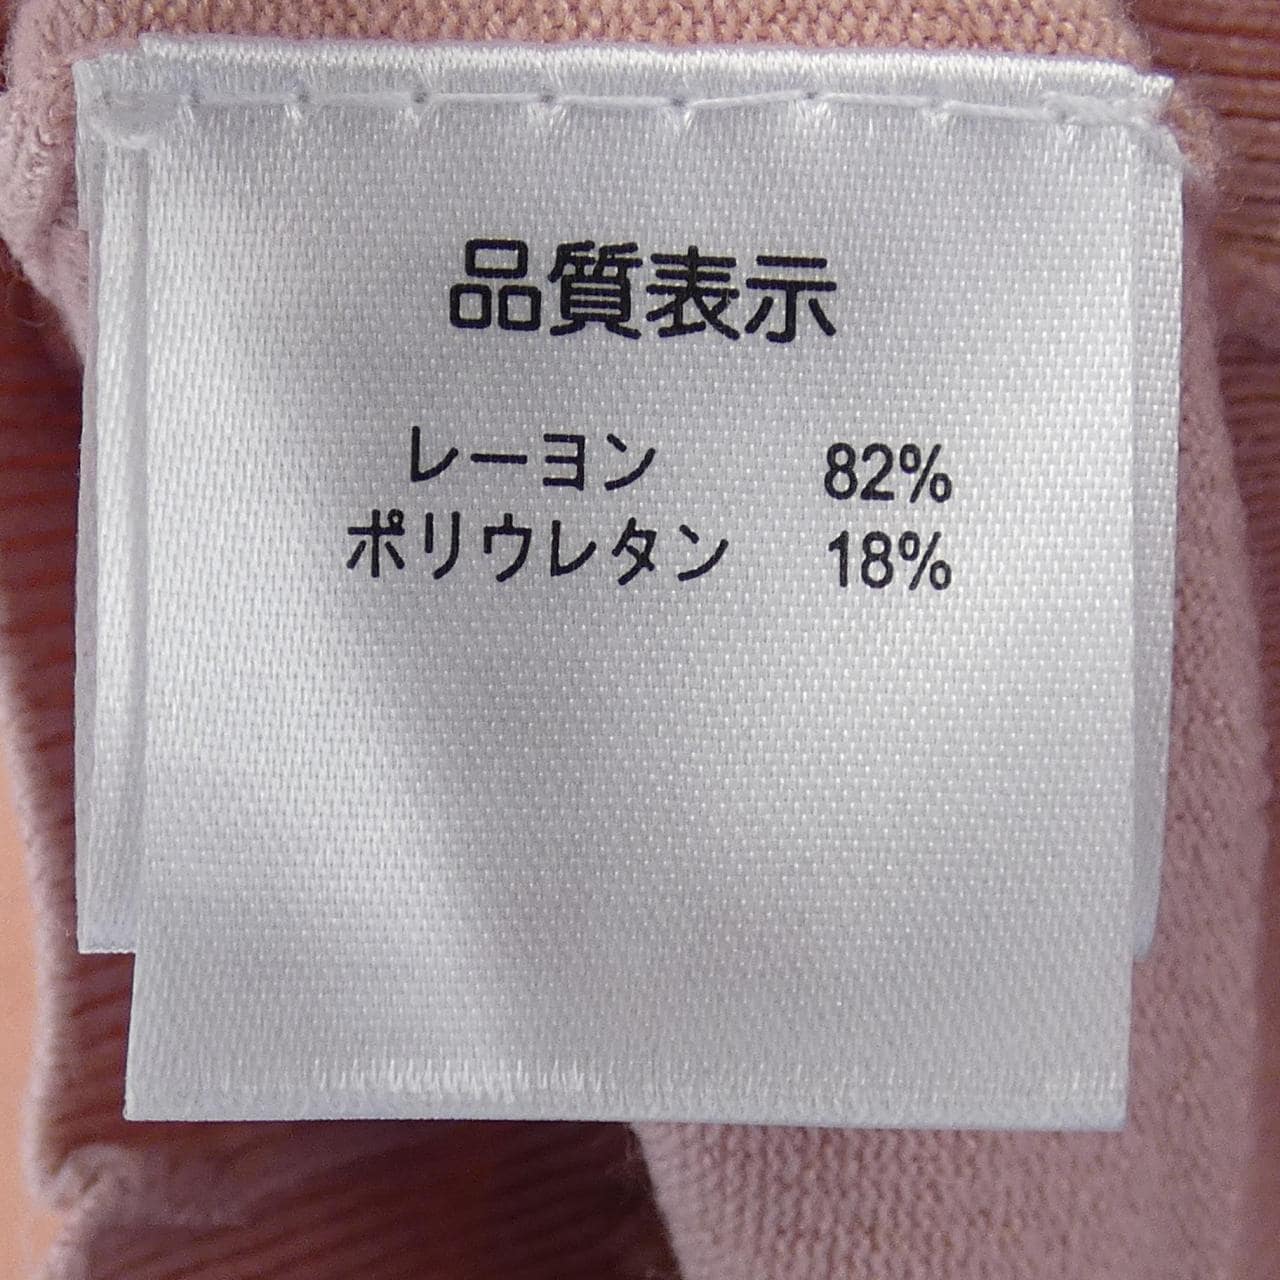 品質表示
レーヨン 82%
ポリウレタン 18%